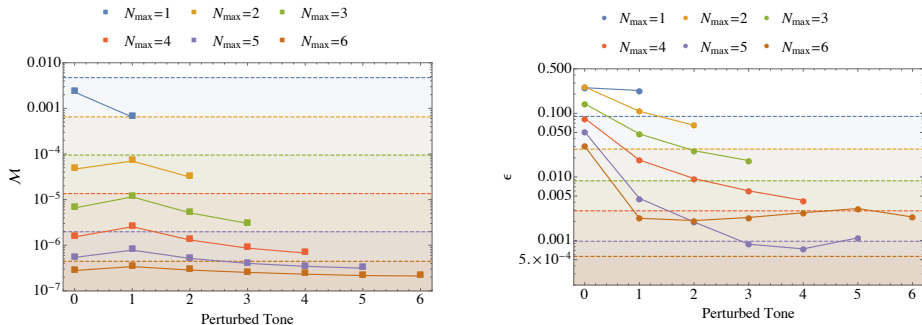 N_max=1 N_max=2 N_max=3
N_max=4 N_max=5 N_max=6
0.010
0.001
10^-4
10^-5
10^-6
10^-7
ℳ
0 1 2 3 4 5 6
Perturbed Tone
N_max=1 N_max=2 N_max=3
N_max=4 N_max=5 N_max=6
0.500
0.100
0.050
0.010
0.005
0.001
5.×10^-4
ϵ
0 1 2 3 4 5 6
Perturbed Tone